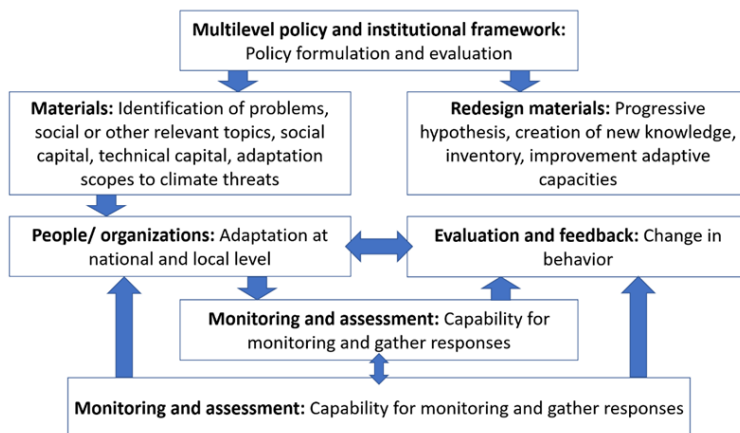 Multilevel policy and institutional framework:
Policy formulation and evaluation
Materials: Identification of problems,
social or other relevant topics, social
capital, technical capital, adaptation
scopes to climate threats
Redesign materials: Progressive
hypothesis, creation of new knowledge,
inventory, improvement adaptive
capacities
People/ organizations: Adaptation at
national and local level
Evaluation and feedback: Change in
behavior
Monitoring and assessment: Capability for
monitoring and gather responses
Monitoring and assessment: Capability for monitoring and gather responses